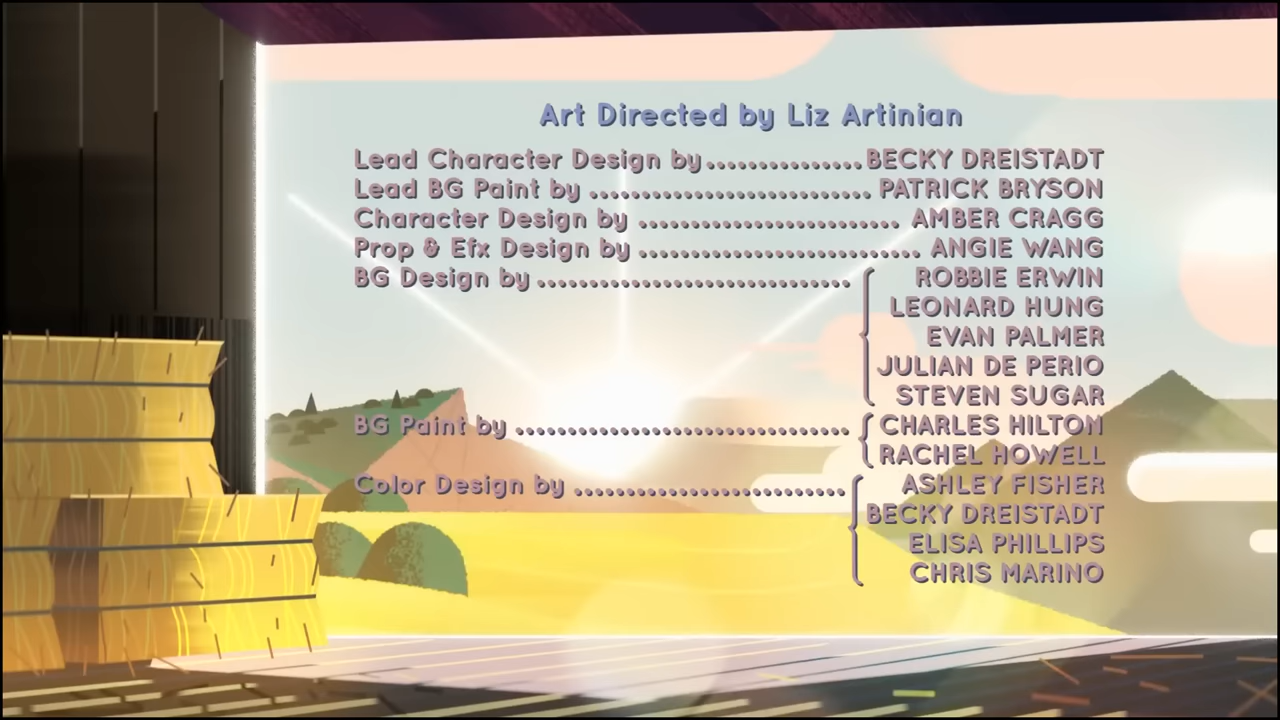 Art Directed by Liz Artinian
Lead Character Design by...............BECKY DREISTADT
Lead BG Paint by ........................... PATRICK BRYSON
Character Design by ......................... AMBER CRAGG
Prop & Efx Design by ........................... ANGIE WANG
BG Design by .............................. ROBBIE ERWIN
LEONARD HUNG
EVAN PALMER
JULIAN DE PERIO
STEVEN SUGAR
BG Paint by ................................ CHARLES HILTON
RACHEL HOWELL
Color Design by .......................... ASHLEY FISHER
BECKY DREISTADT
ELISA PHILLIPS
CHRIS MARINO